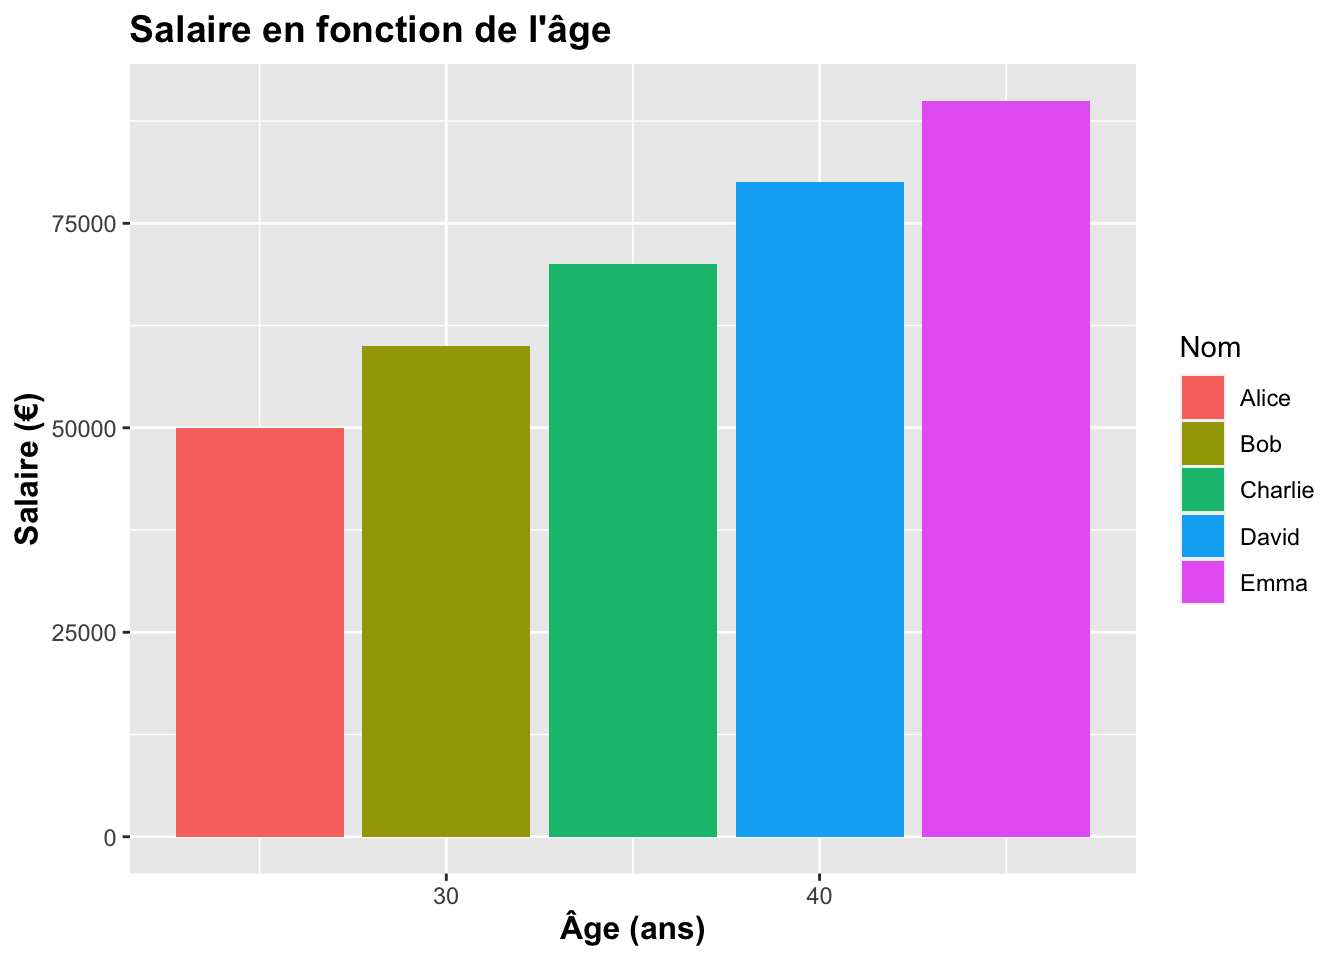 Salaire en fonction de l'âge
Salaire (€)
75000
50000
25000
0
30
40
Âge (ans)
Nom
Alice
Bob
Charlie
David
Emma